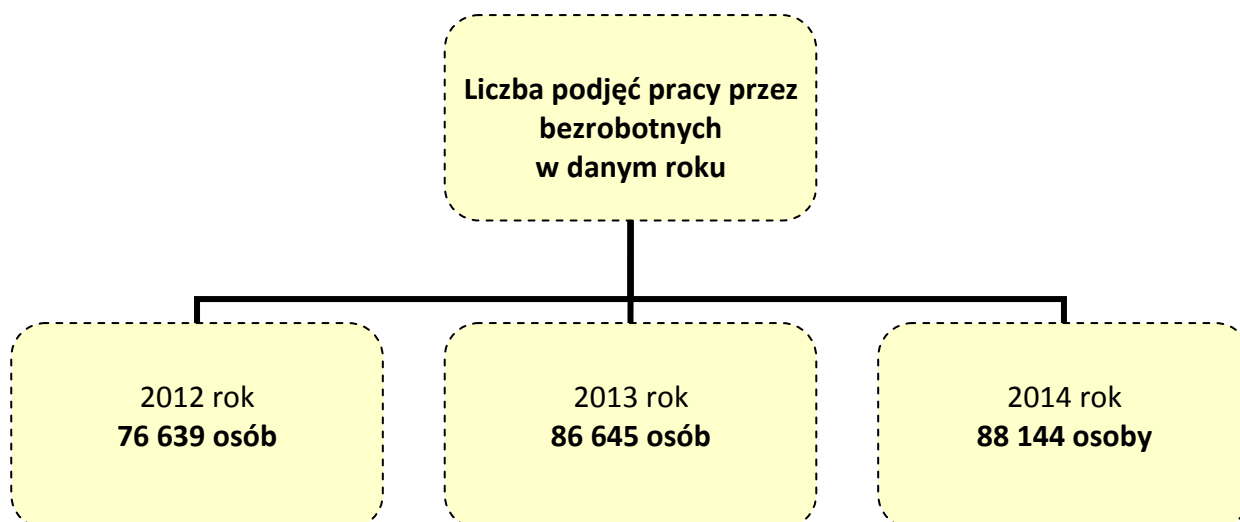 Liczba podjęć pracy przez
bezrobotnych
w danym roku
2012 rok
76 639 osób
2013 rok
86 645 osób
2014 rok
88 144 osoby